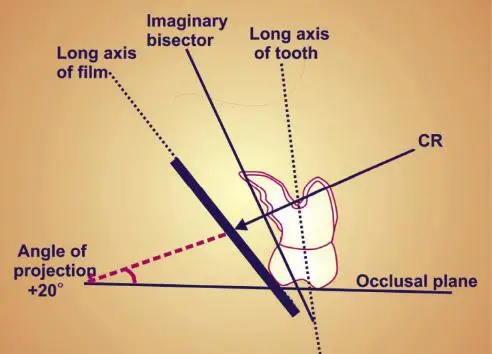 Imaginary
bisector
Long axis
of tooth
Long axis
of film
CR
Angle of
projection
+20°
Occlusal plane